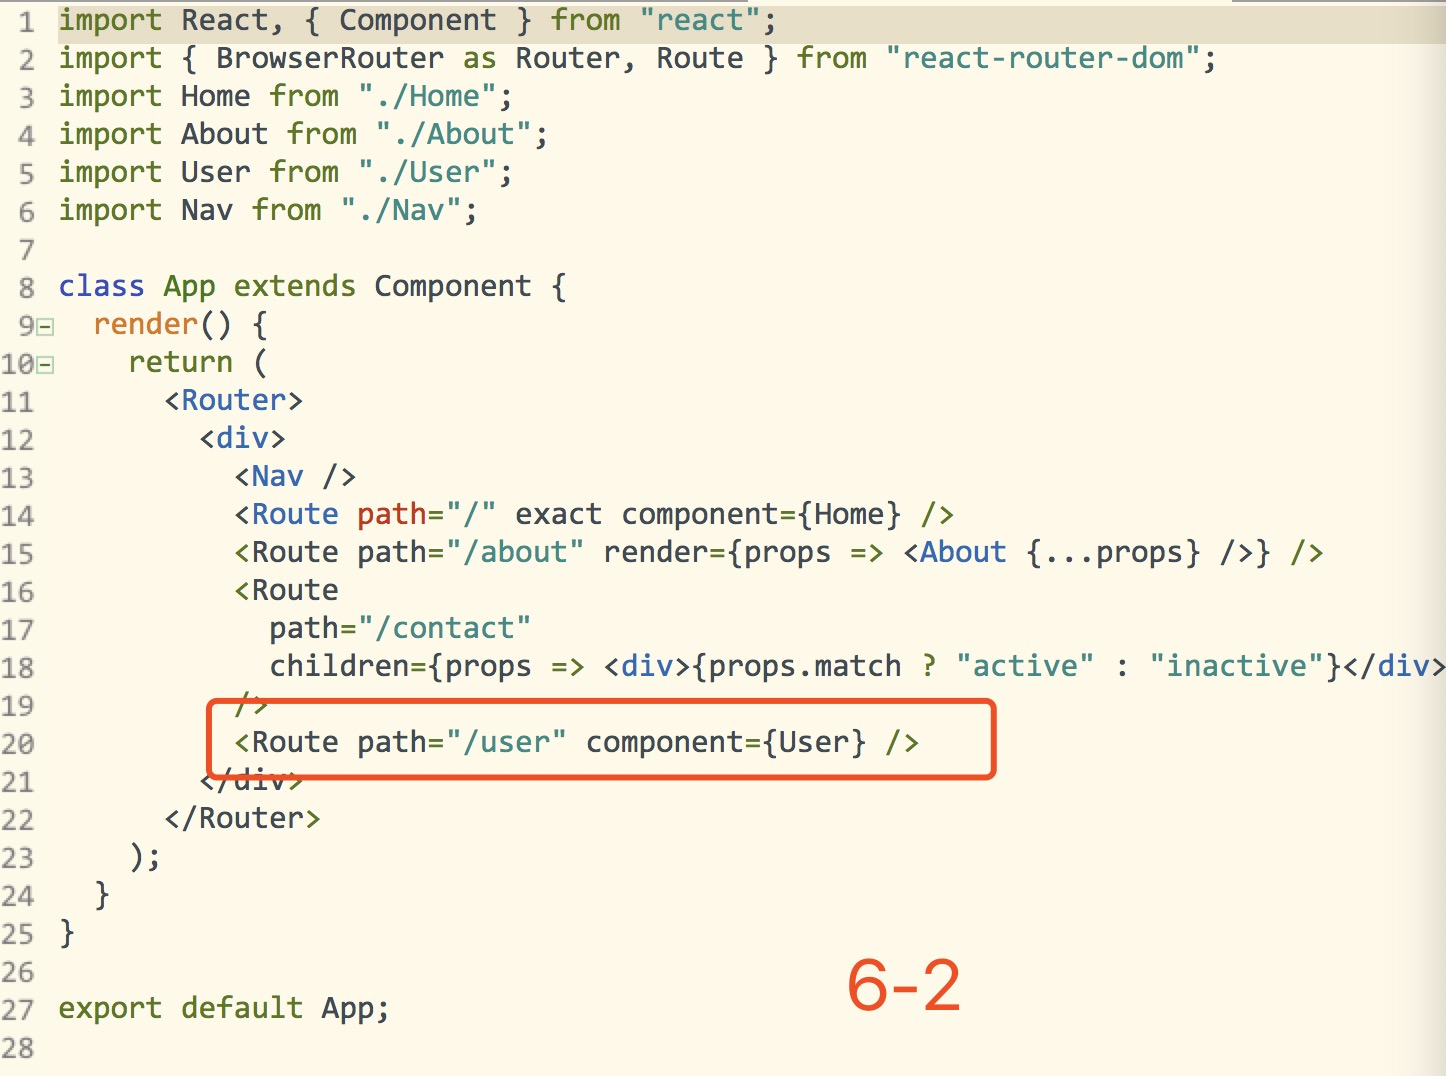 1 import React, { Component } from "react";
2 import { BrowserRouter as Router, Route } from "react-router-dom";
3 import Home from "./Home";
4 import About from "./About";
5 import User from "./User";
6 import Nav from "./Nav";
7
8 class App extends Component {
9   render() {
10     return (
11       <Router>
12         <div>
13           <Nav />
14           <Route path="/" exact component={Home} />
15           <Route path="/about" render={props => <About {...props} />} />
16           <Route
17             path="/contact"
18             children={props => <div>{props.match ? "active" : "inactive"}</div>
19           />
20           <Route path="/user" component={User} />
21         </div>
22       </Router>
23     );
24   }
25 }
26
27 export default App;
28
6-2